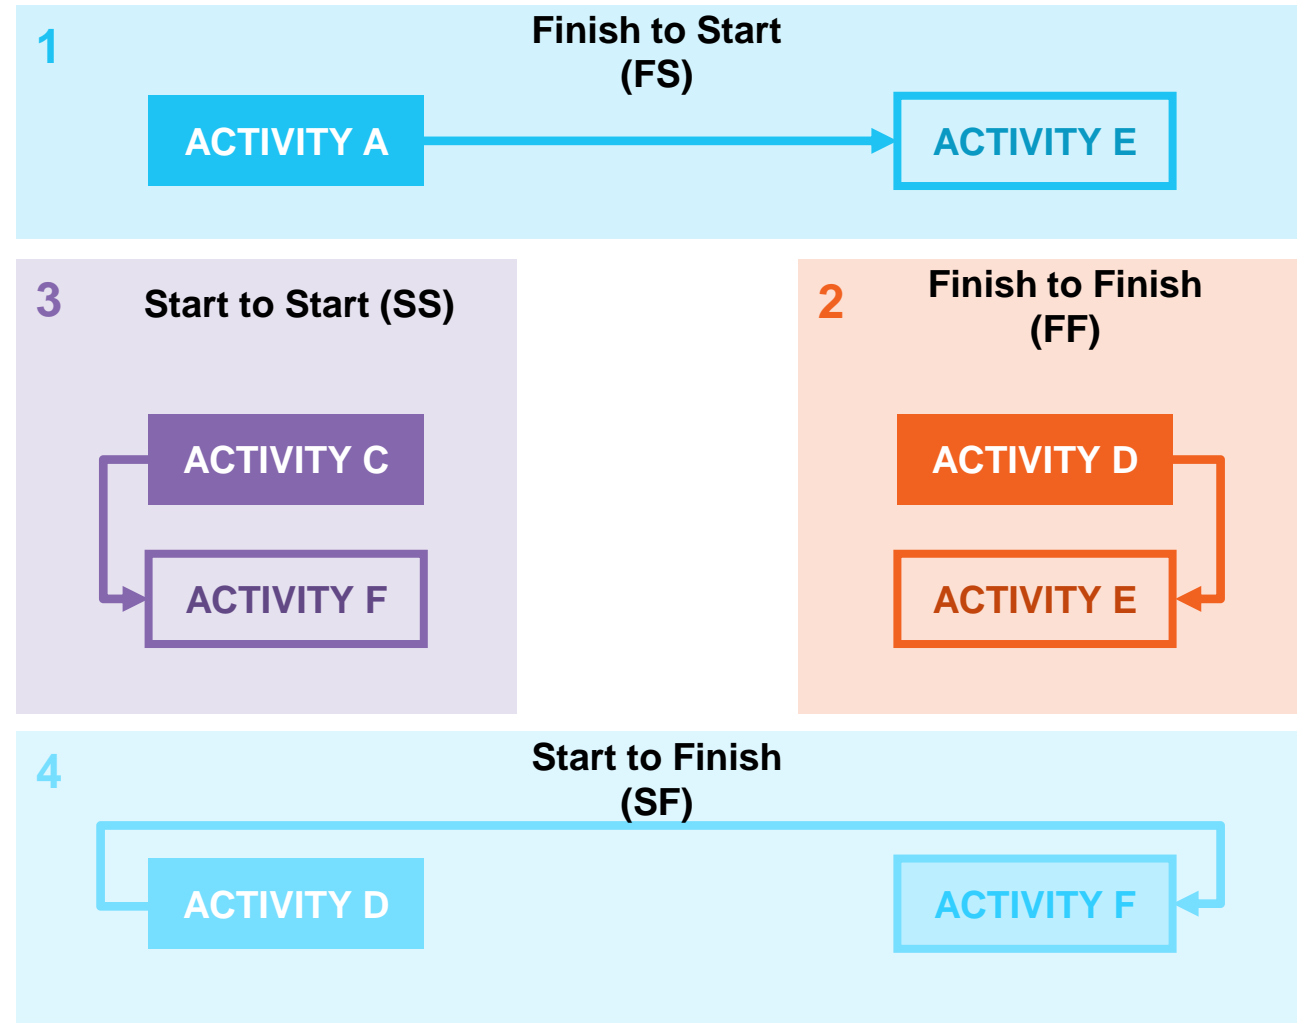 1
Finish to Start
(FS)
ACTIVITY A
ACTIVITY E
3
Start to Start (SS)
ACTIVITY C
ACTIVITY F
2
Finish to Finish
(FF)
ACTIVITY D
ACTIVITY E
4
Start to Finish
(SF)
ACTIVITY D
ACTIVITY F